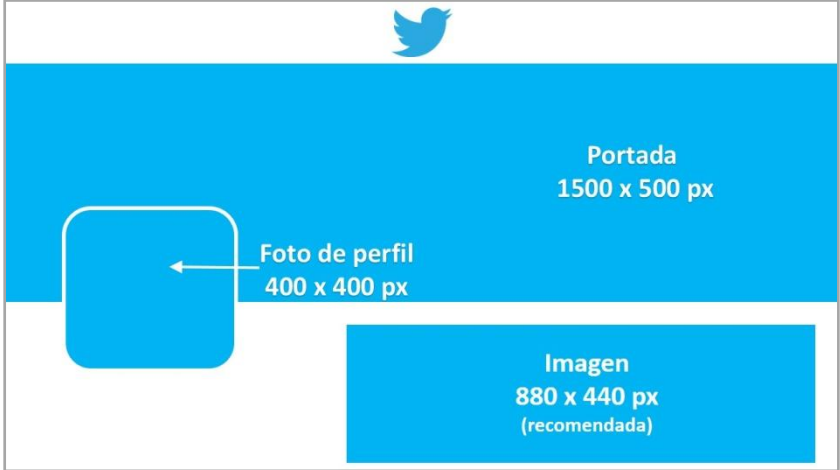 Portada
1500 x 500 px
Foto de perfil
400 x 400 px
Imagen
880 x 440 px
(recomendada)